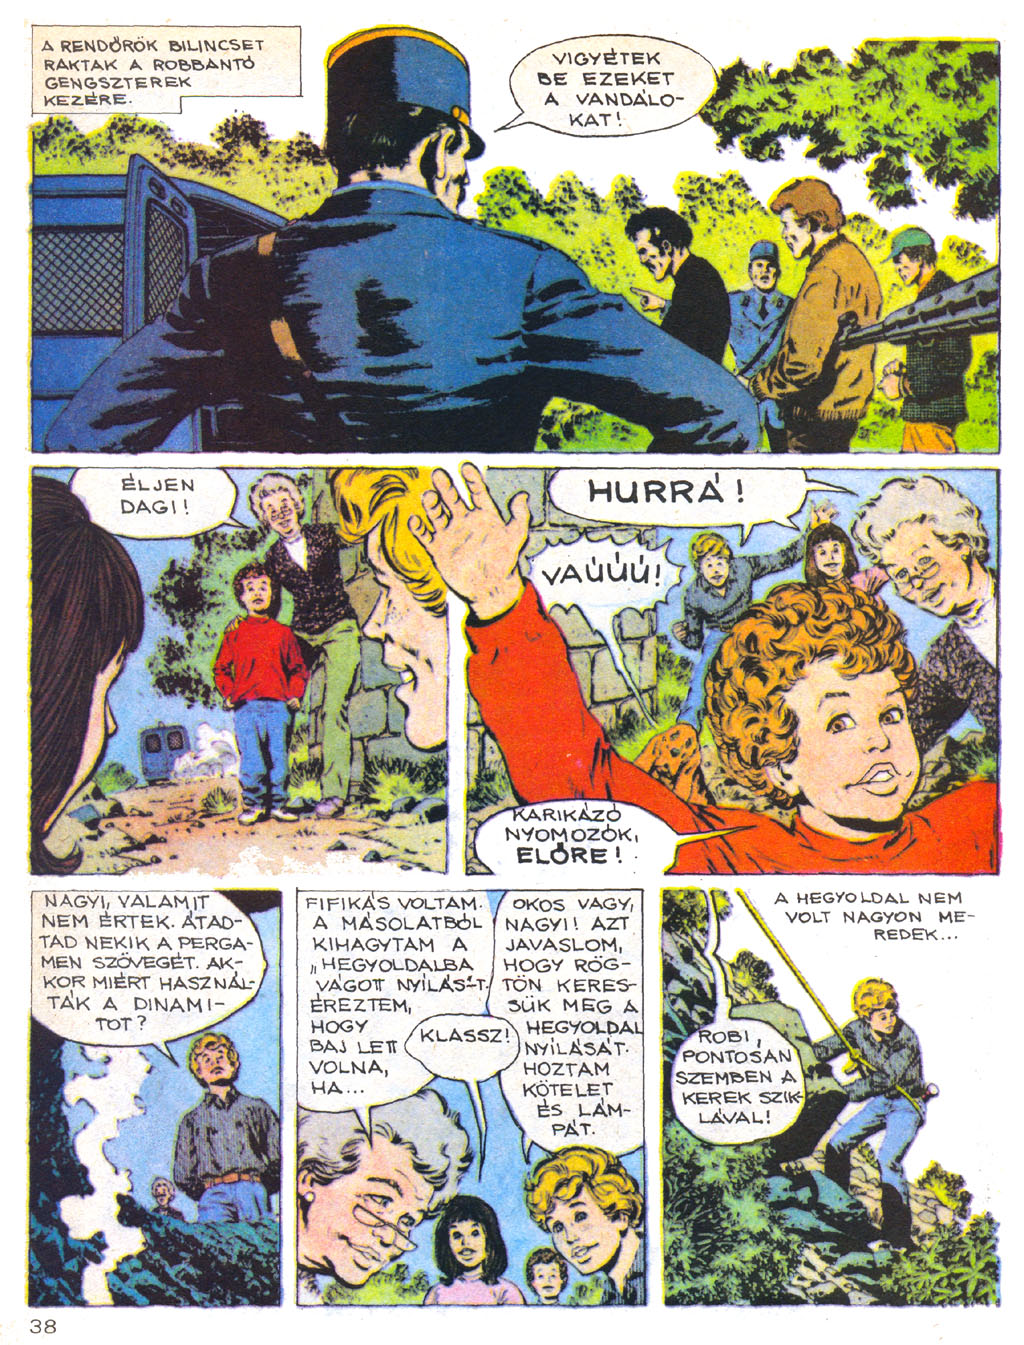 A RENDŐRÖK BILINCSET
RAKTAK A ROBBANTÓ
GENGSZTEREK
KEZÉRE.
VIGYÉTEK
BE EZEKET
A VANDÁLO-
KAT!
ÉLJEN
DAGI!
HURRÁ!
VAÚÚÚ!
KARIKÁZÓ
NYOMOZÓK,
ELŐRE!
NAGYI, VALAMIT
NEM ÉRTEK. ÁTAD-
TAD NEKIK A PERGA-
MEN SZÖVEGÉT. AK-
KOR MIÉRT HASZNÁL-
TÁK A DINAMI-
TOT?
FIFIKÁS VOLTAM.
A MÁSOLATBÓL
KIHAGYTAM A
„HEGYOLDALBA
VÁGOTT NYÍLÁS"-T.
ÉREZTEM,
HOGY
BAJ LETT
VOLNA,
HA...
KLASSZ!
OKOS VAGY,
NAGYI! AZT
JAVASLOM,
HOGY RÖG-
TÖN KERES-
SÜK MEG A
HEGYOLDAL
NYÍLÁSÁT.
HOZTAM
KÖTELET
ÉS LÁM-
PÁT.
A HEGYOLDAL NEM
VOLT NAGYON ME-
REDEK...
ROBI,
PONTOSAN
SZEMBEN A
KEREK SZIK-
LÁVAL!
38